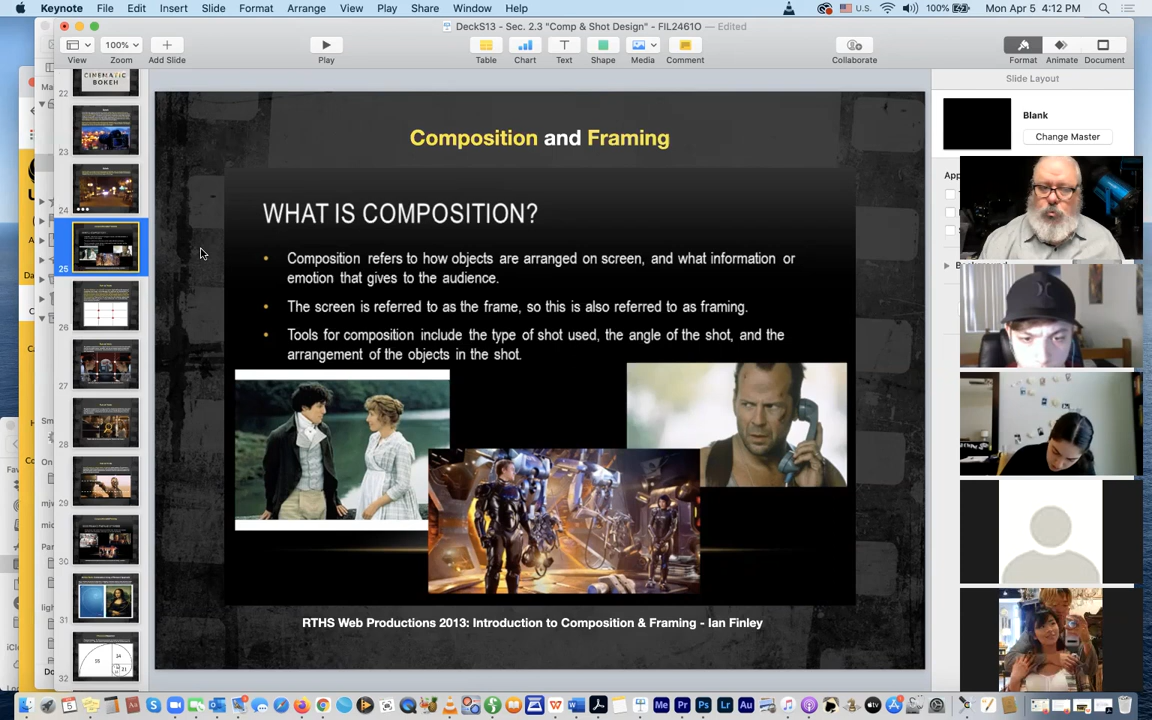 Keynote File Edit Insert Slide Format Arrange View Play Share Window Help U.S. 100% Mon Apr 5 4:12 PM
DeckS13 - Sec. 2.3 "Comp & Shot Design" - FIL2461O — Edited
100%
View Zoom Add Slide Play Table Chart Text Shape Media Comment Collaborate Format Animate Document
Slide Layout
Blank
Change Master
22
CINEMATIC
BOKEH
23
24
25
26
27
28
29
30
31
32
Composition and Framing
WHAT IS COMPOSITION?
• Composition refers to how objects are arranged on screen, and what information or
emotion that gives to the audience.
• The screen is referred to as the frame, so this is also referred to as framing.
• Tools for composition include the type of shot used, the angle of the shot, and the
arrangement of the objects in the shot.
RTHS Web Productions 2013: Introduction to Composition & Framing - Ian Finley